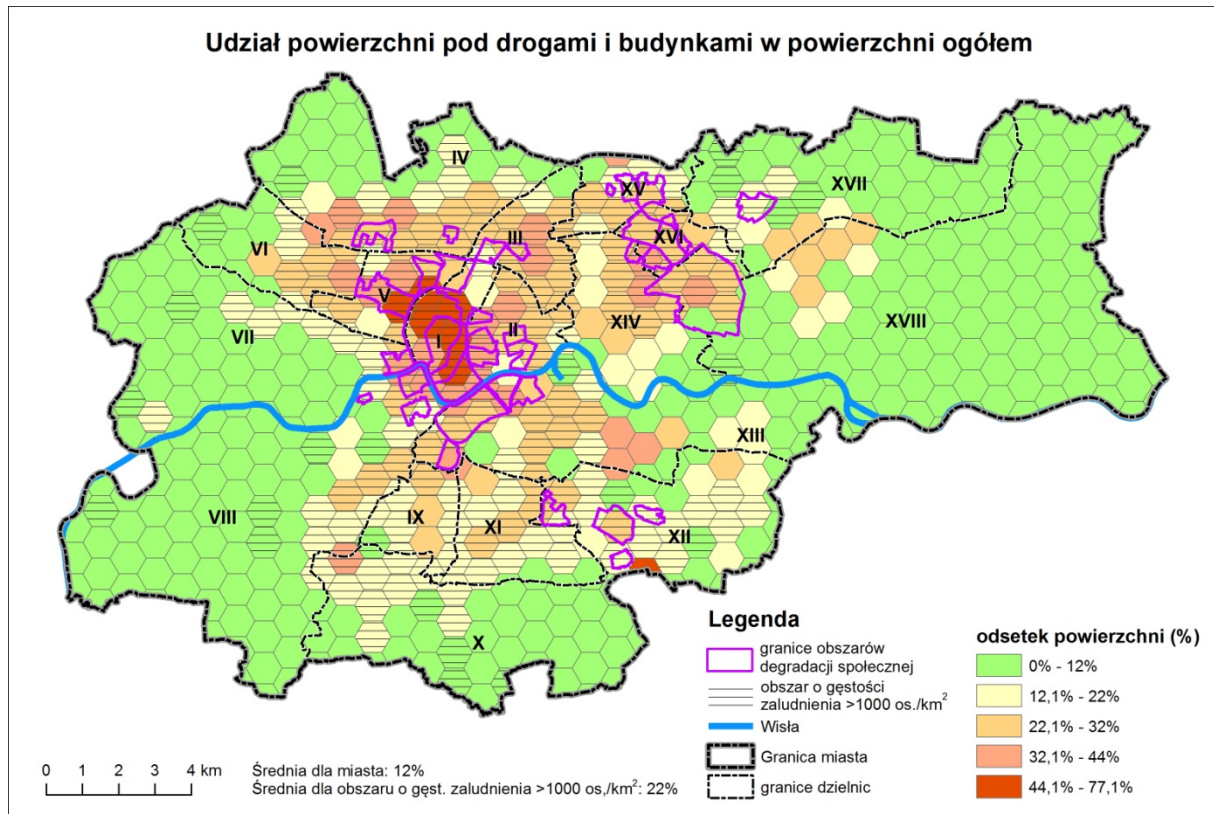 Udział powierzchni pod drogami i budynkami w powierzchni ogółem
IV
XV
XVII
III
XVI
VI
V
XVIII
VII
I
II
XIV
XIII
VIII
IX
XI
XII
X
Legenda
granice obszarów
degradacji społecznej
obszar o gęstości
zaludnienia >1000 os./km²
Wisła
Granica miasta
granice dzielnic
odsetek powierzchni (%)
0% - 12%
12,1% - 22%
22,1% - 32%
32,1% - 44%
44,1% - 77,1%
0 1 2 3 4 km
Średnia dla miasta: 12%
Średnia dla obszaru o gęst. zaludnienia >1000 os,/km²: 22%